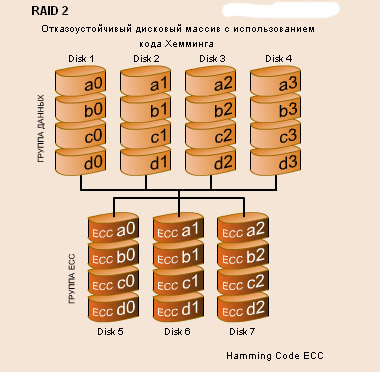 RAID 2
Отказоустойчивый дисковый массив с использованием
кода Хемминга
Disk 1 Disk 2 Disk 3 Disk 4
ГРУППА ДАННЫХ
a0 a1 a2 a3
b0 b1 b2 b3
c0 c1 c2 c3
d0 d1 d2 d3
ГРУППА ECC
ECC a0 ECC a1 ECC a2
ECC b0 ECC b1 ECC b2
ECC c0 ECC c1 ECC c2
ECC d0 ECC d1 ECC d2
Disk 5 Disk 6 Disk 7
Hamming Code ECC